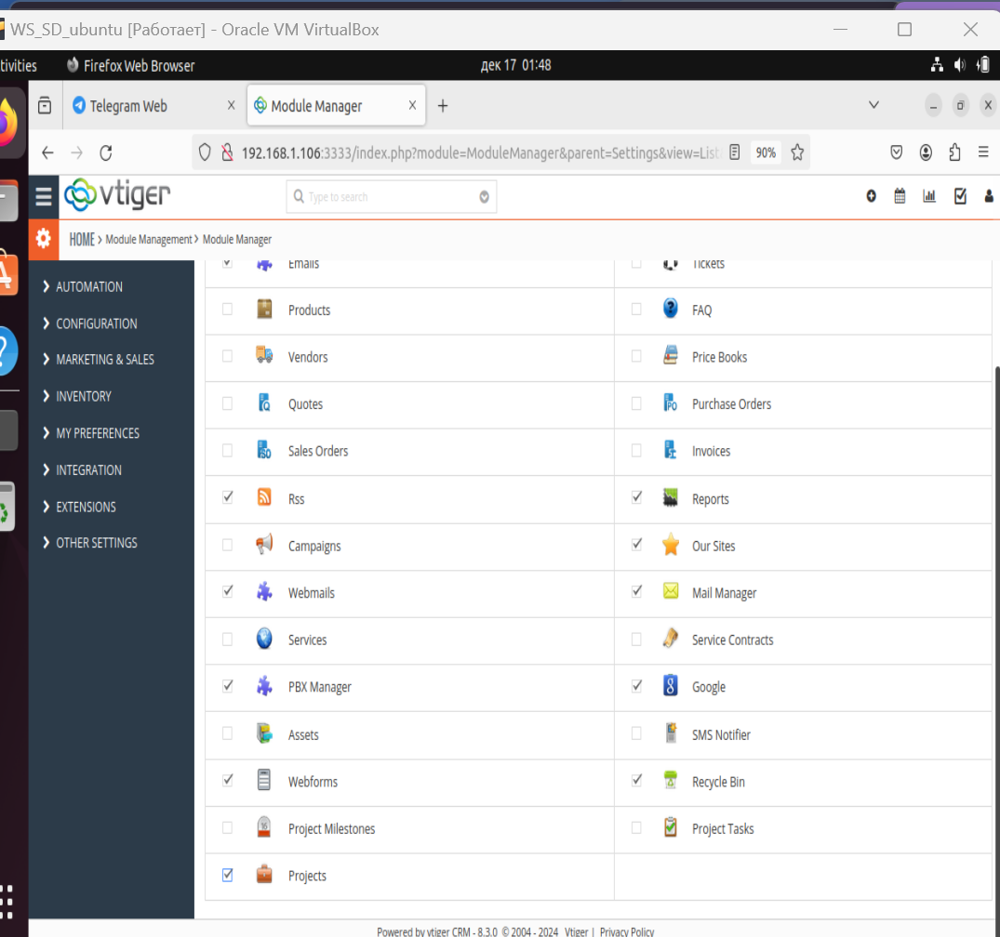 WS_SD_ubuntu [Работает] - Oracle VM VirtualBox
tivities Firefox Web Browser дек 17 01:48
Telegram Web Module Manager
192.168.1.106:3333/index.php?module=ModuleManager&parent=Settings&view=List 90%
vtiger Type to search
HOME > Module Management > Module Manager
Emails Tickets
AUTOMATION
Products FAQ
CONFIGURATION
Vendors Price Books
MARKETING & SALES
INVENTORY
Quotes Purchase Orders
Q PO
MY PREFERENCES
Sales Orders Invoices
SO
INTEGRATION
Rss Reports
EXTENSIONS
OTHER SETTINGS
Campaigns Our Sites
Webmails Mail Manager
Services Service Contracts
PBX Manager Google
8
Assets SMS Notifier
Webforms Recycle Bin
Project Milestones Project Tasks
16
Projects
Powered by vtiger CRM - 8.3.0 © 2004 - 2024 Vtiger | Privacy Policy